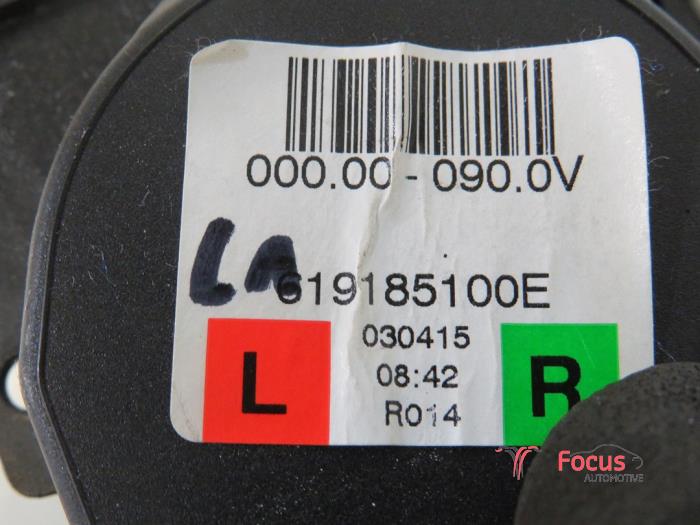 000.00-090.0V
LA
619185100E
L 030415 R
08:42
R014
Focus
AUTOMOTIVE